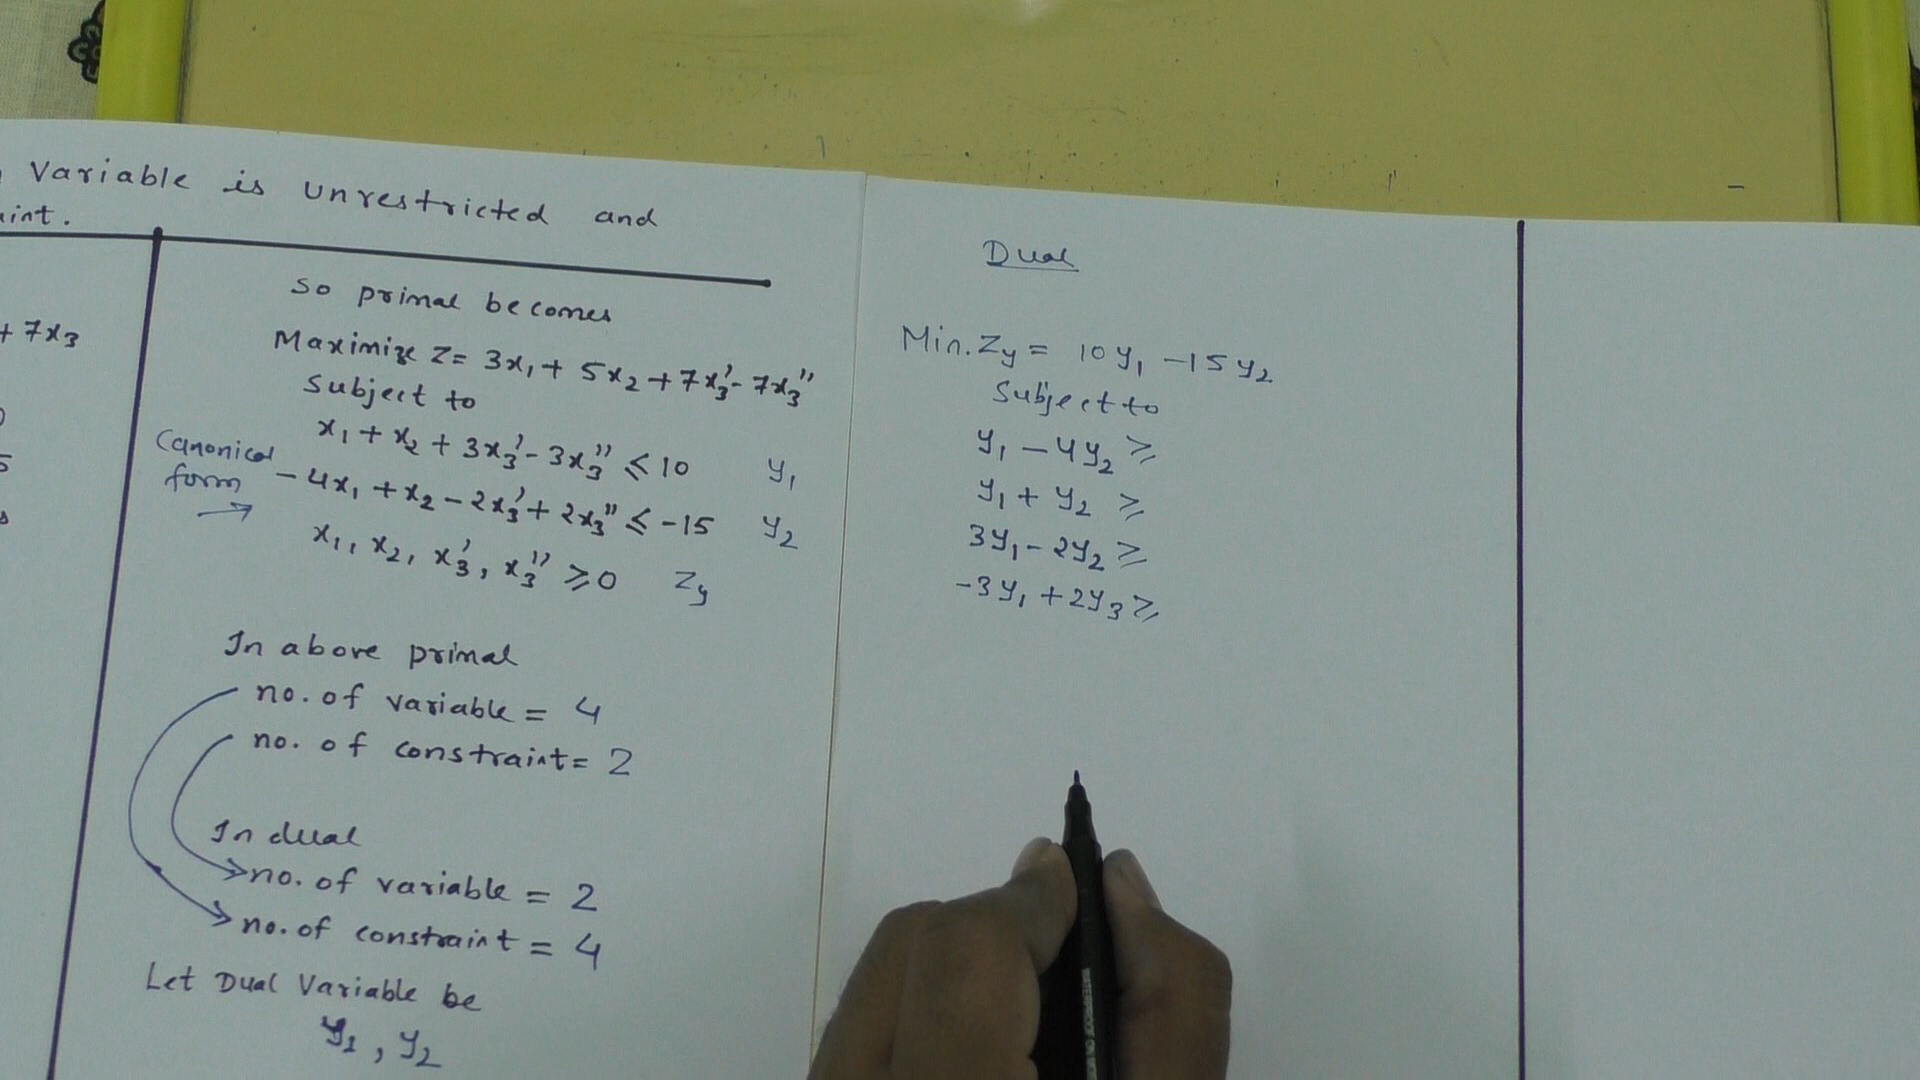 Variable is unrestricted and
+ 7x₃
So primal becomes
Maximize Z = 3x₁ + 5x₂ + 7x₃' - 7x₃''
Subject to
x₁ + x₂ + 3x₃' - 3x₃'' ≤ 10 y₁
Canonical
form
-4x₁ + x₂ - 2x₃' + 2x₃'' ≤ -15 y₂
x₁, x₂, x₃', x₃'' ≥ 0 Zy
In above primal
no. of variable = 4
no. of constraint = 2
In dual
no. of variable = 2
no. of constraint = 4
Let Dual Variable be
y₁, y₂
Dual
Min. Zy = 10y₁ - 15y₂
Subject to
y₁ - 4y₂ ≥
y₁ + y₂ ≥
3y₁ - 2y₂ ≥
-3y₁ + 2y₃ ≥